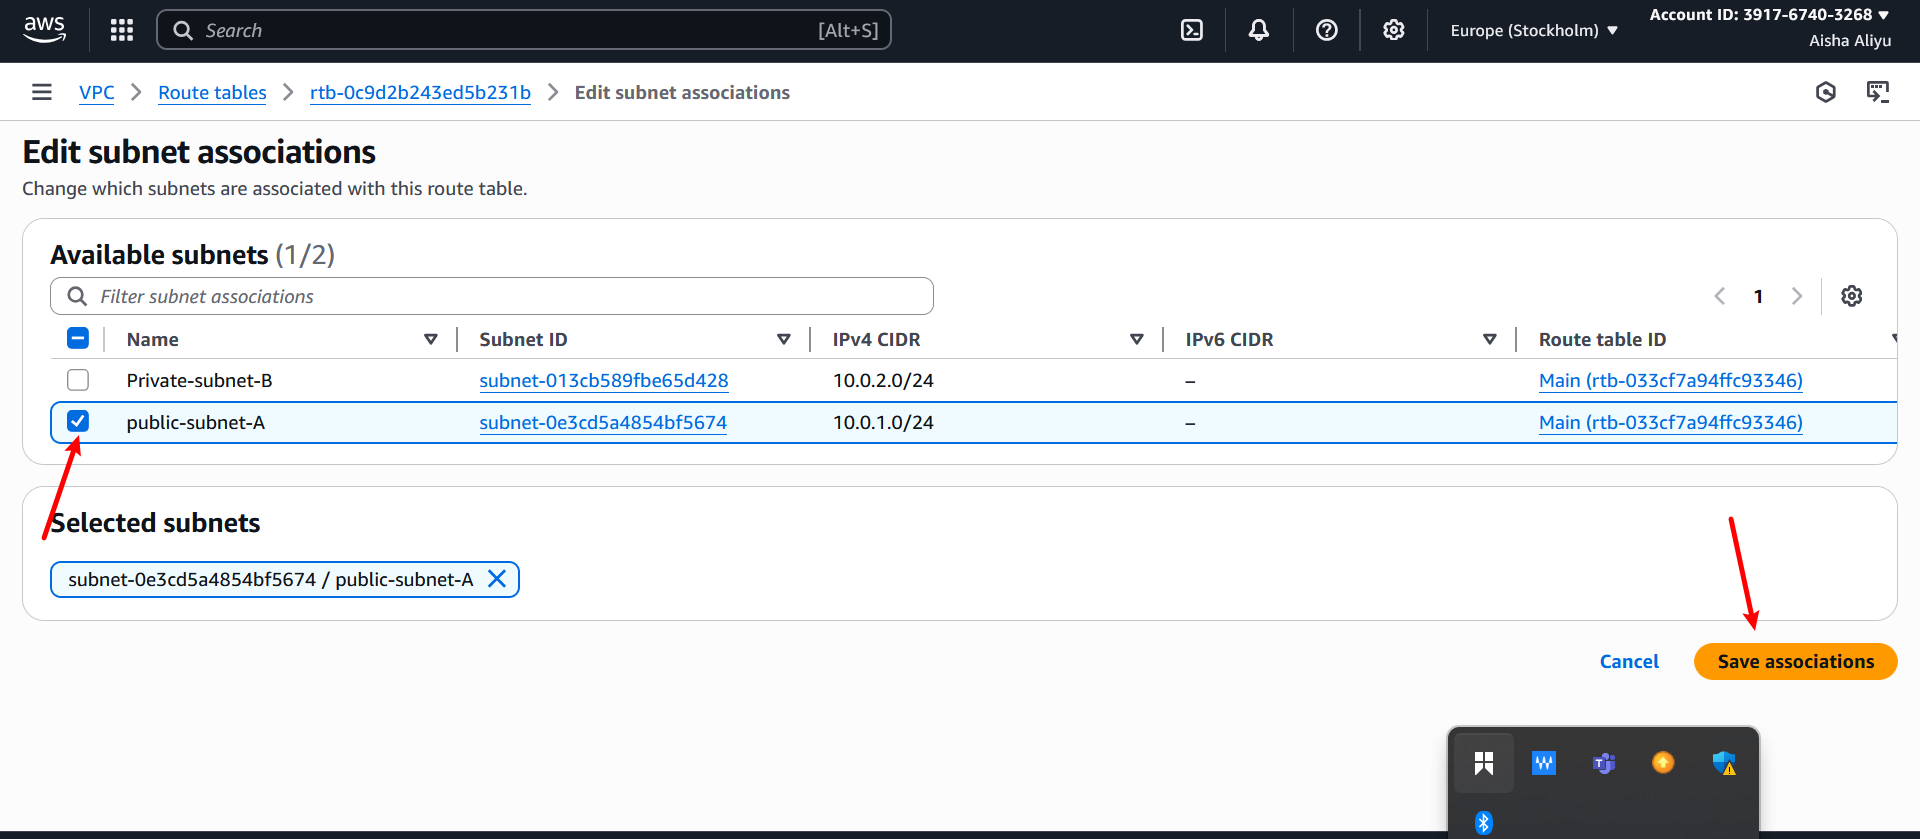 aws
Search [Alt+S]
Europe (Stockholm)
Account ID: 3917-6740-3268
Aisha Aliyu
VPC
Route tables
rtb-0c9d2b243ed5b231b
Edit subnet associations
Edit subnet associations
Change which subnets are associated with this route table.
Available subnets (1/2)
Filter subnet associations
1
Name Subnet ID IPv4 CIDR IPv6 CIDR Route table ID
Private-subnet-B subnet-013cb589fbe65d428 10.0.2.0/24 – Main (rtb-033cf7a94ffc93346)
public-subnet-A subnet-0e3cd5a4854bf5674 10.0.1.0/24 – Main (rtb-033cf7a94ffc93346)
Selected subnets
subnet-0e3cd5a4854bf5674 / public-subnet-A
Cancel
Save associations